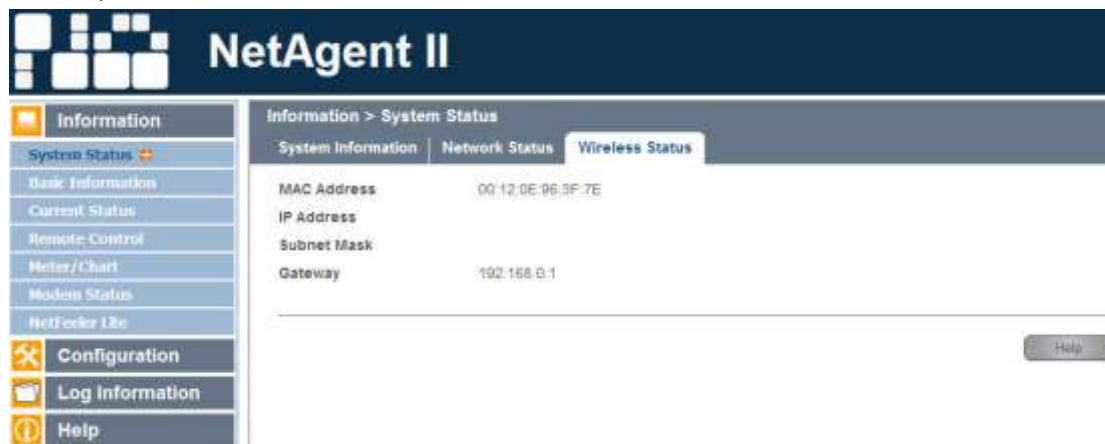 NetAgent II
Information
System Status
Basic Information
Current Status
Remote Control
Meter/Chart
Modem Status
NetFeeler Lite
Configuration
Log Information
Help
Information > System Status
System Information | Network Status Wireless Status
MAC Address 00:12:0E:96:3F:7E
IP Address
Subnet Mask
Gateway 192.168.0.1
Help